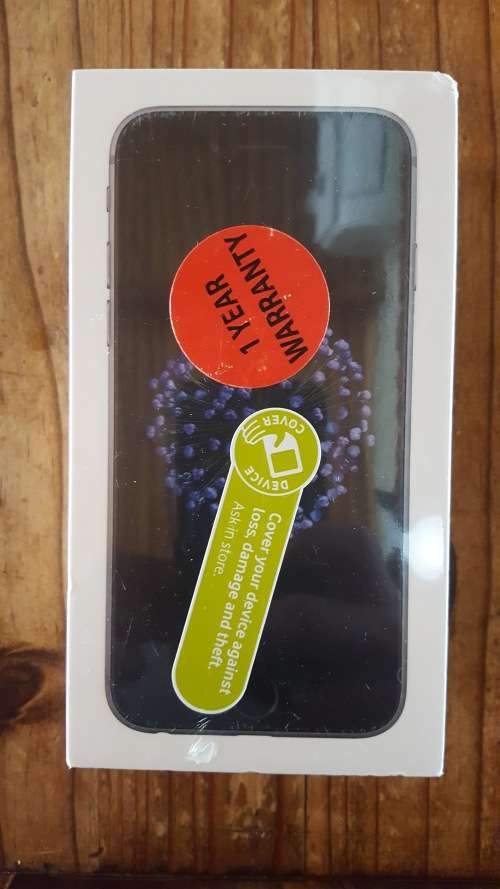 1 YEAR
WARRANTY
DEVICE
COVER
Cover your device against
loss, damage and theft.
Ask in store.